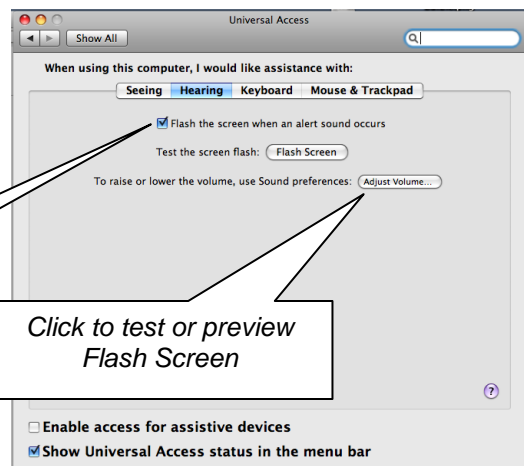 Universal Access
Show All
When using this computer, I would like assistance with:
Seeing Hearing Keyboard Mouse & Trackpad
Flash the screen when an alert sound occurs
Test the screen flash: Flash Screen
To raise or lower the volume, use Sound preferences: Adjust Volume...
Click to test or preview
Flash Screen
?
Enable access for assistive devices
Show Universal Access status in the menu bar